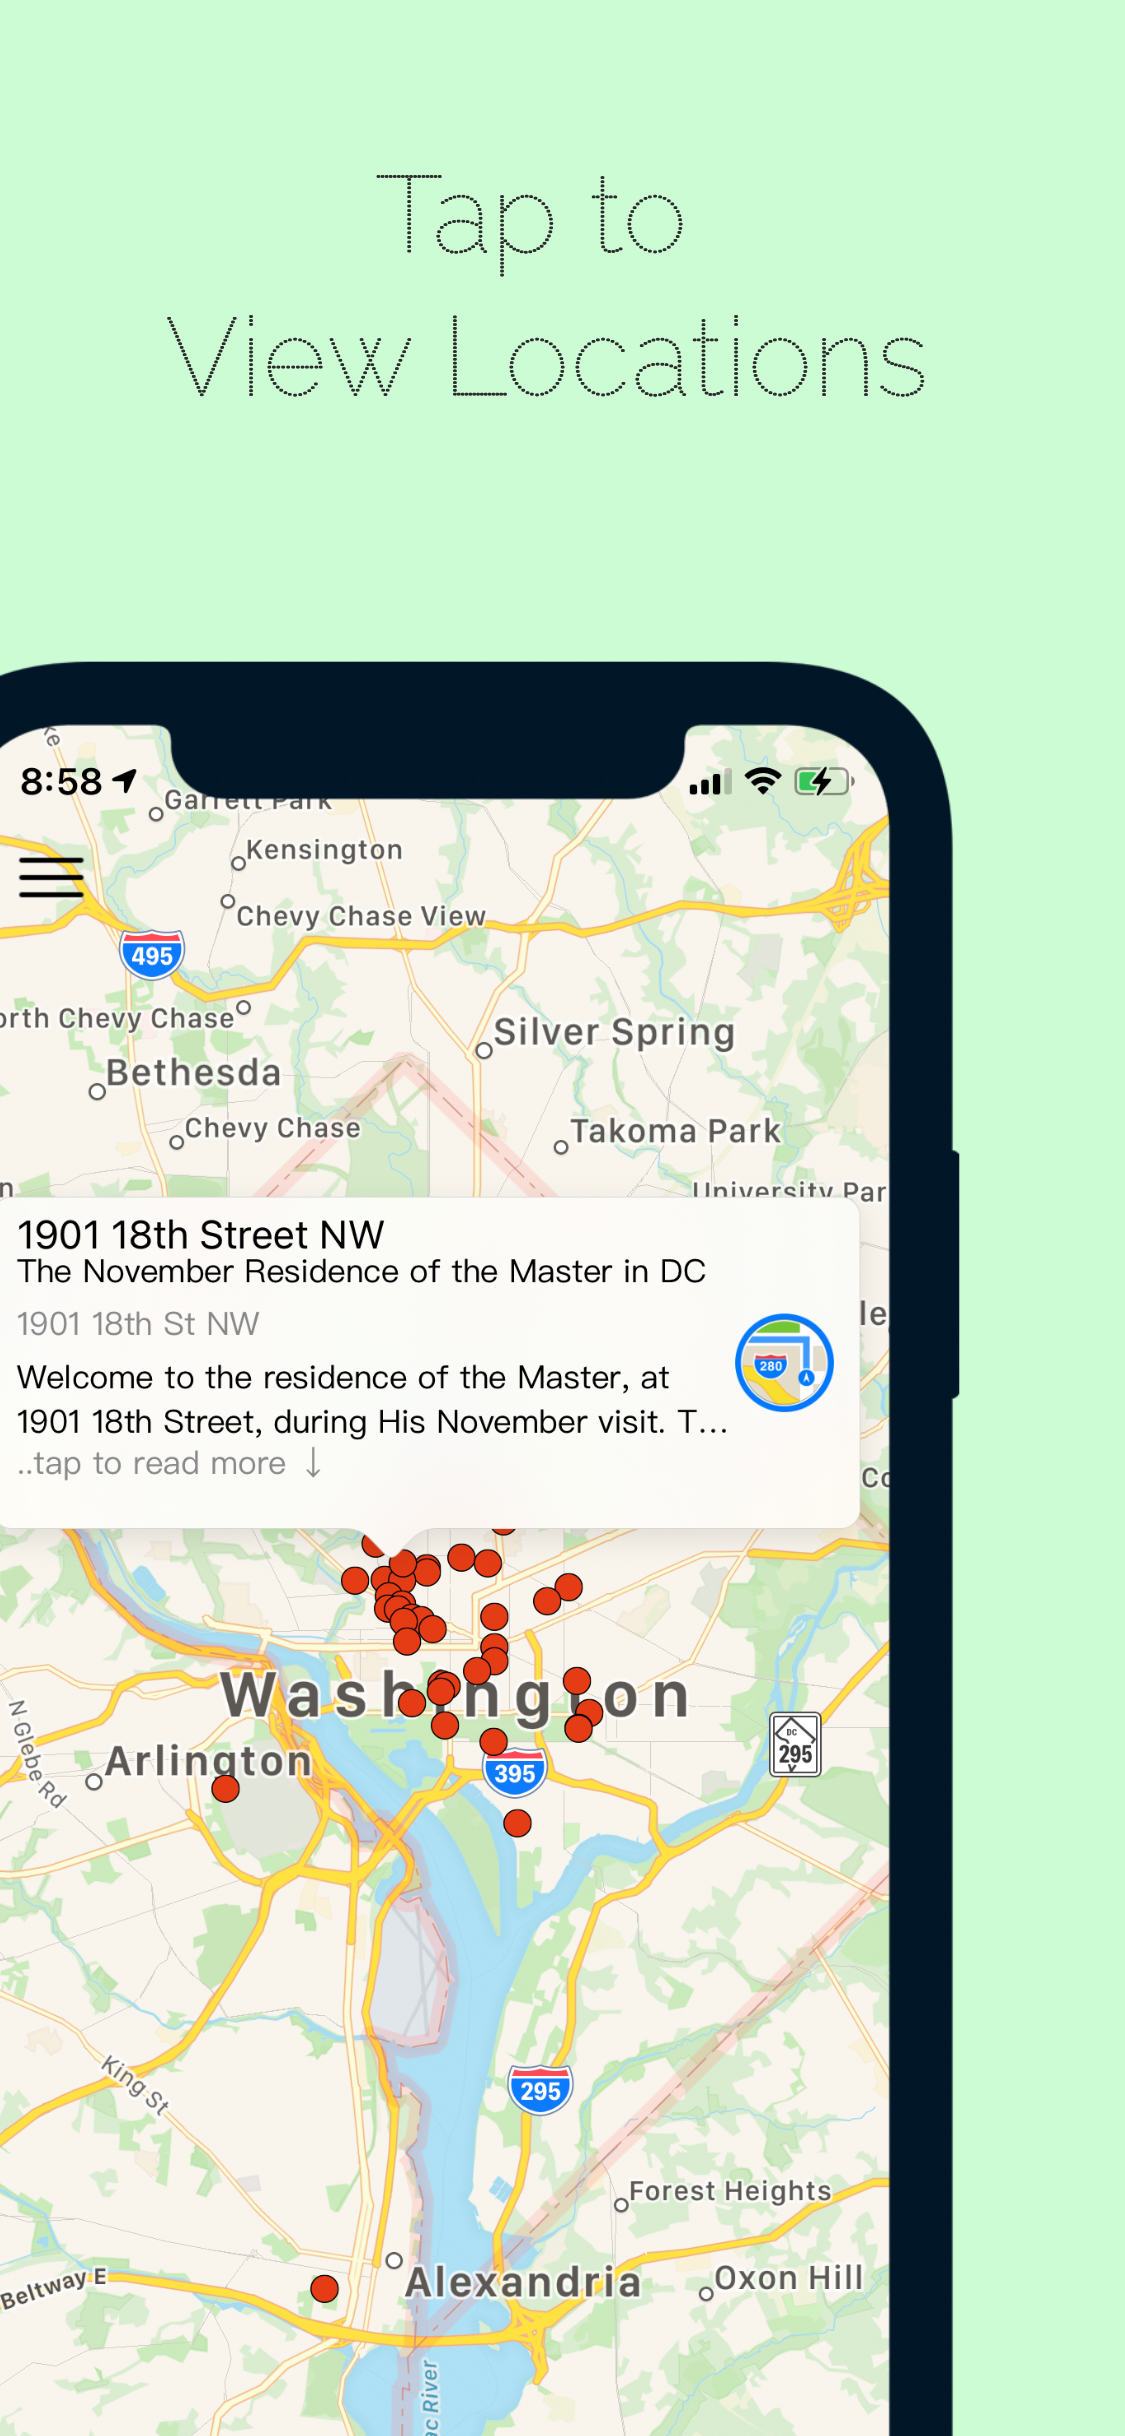 Tap to
View Locations
8:58
Garrett Park
Kensington
Chevy Chase View
495
orth Chevy Chase
Silver Spring
Bethesda
Chevy Chase
Takoma Park
n
University Par
1901 18th Street NW
The November Residence of the Master in DC
1901 18th St NW
280
Welcome to the residence of the Master, at
1901 18th Street, during His November visit. T...
..tap to read more ↓
le
Co
Washington
N Glebe Rd
Arlington
395
DC
295
King St
295
Forest Heights
Alexandria
Oxon Hill
Beltway E
ac River